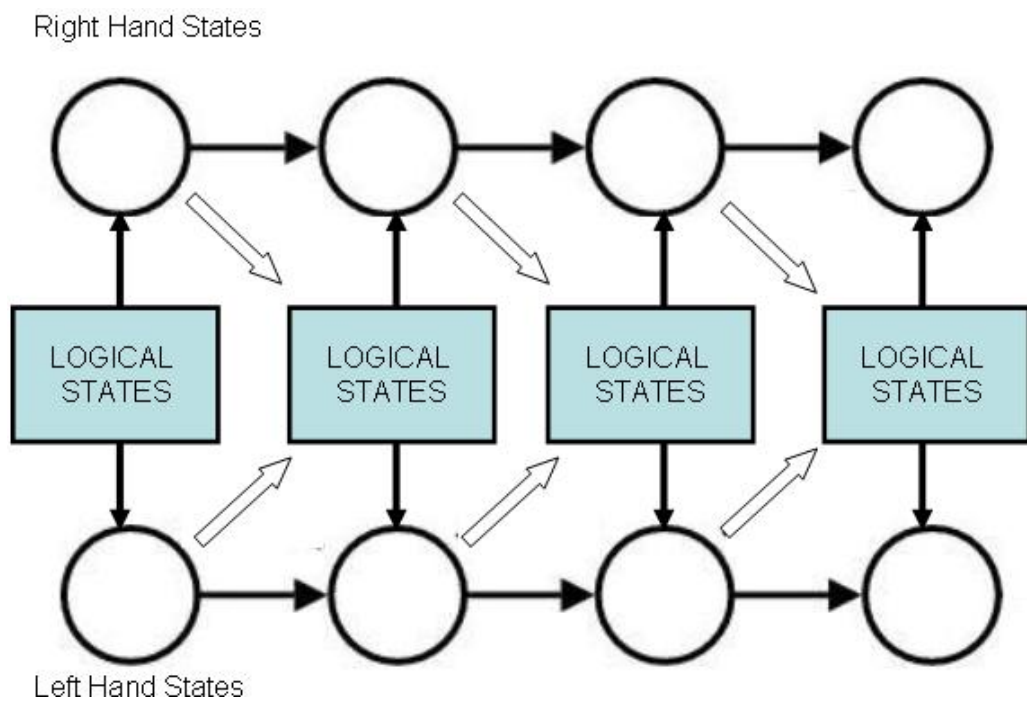 Right Hand States
LOGICAL
STATES
LOGICAL
STATES
LOGICAL
STATES
LOGICAL
STATES
Left Hand States